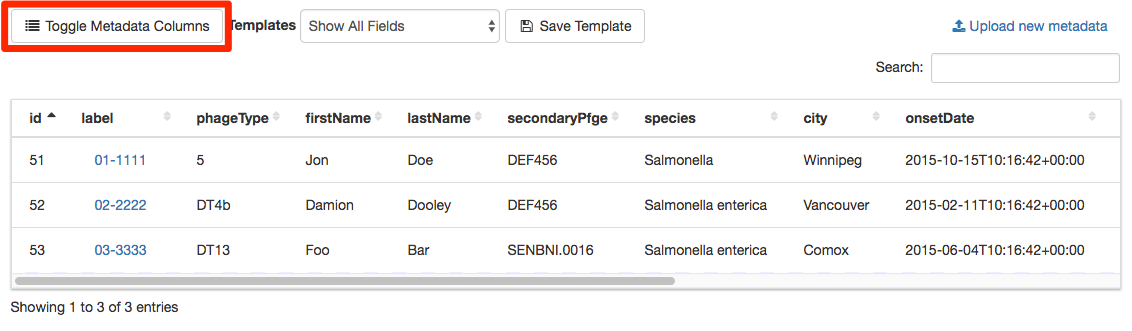 Toggle Metadata Columns Templates Show All Fields Save Template Upload new metadata
Search:
id label phageType firstName lastName secondaryPfge species city onsetDate
51 01-1111 5 Jon Doe DEF456 Salmonella Winnipeg 2015-10-15T10:16:42+00:00
52 02-2222 DT4b Damion Dooley DEF456 Salmonella enterica Vancouver 2015-02-11T10:16:42+00:00
53 03-3333 DT13 Foo Bar SENBNI.0016 Salmonella enterica Comox 2015-06-04T10:16:42+00:00
Showing 1 to 3 of 3 entries